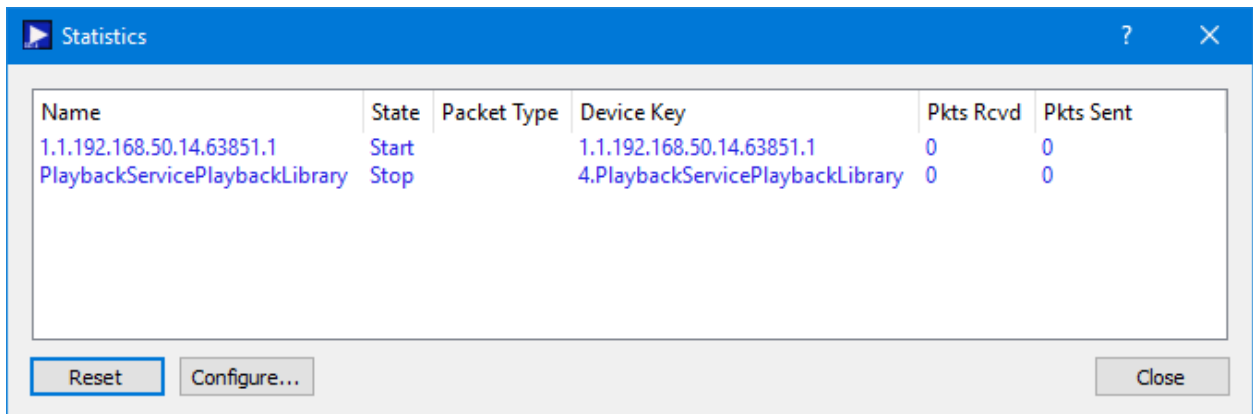 Statistics ?
Name State Packet Type Device Key Pkts Rcvd Pkts Sent
1.1.192.168.50.14.63851.1 Start 1.1.192.168.50.14.63851.1 0 0
PlaybackServicePlaybackLibrary Stop 4.PlaybackServicePlaybackLibrary 0 0
Reset Configure... Close